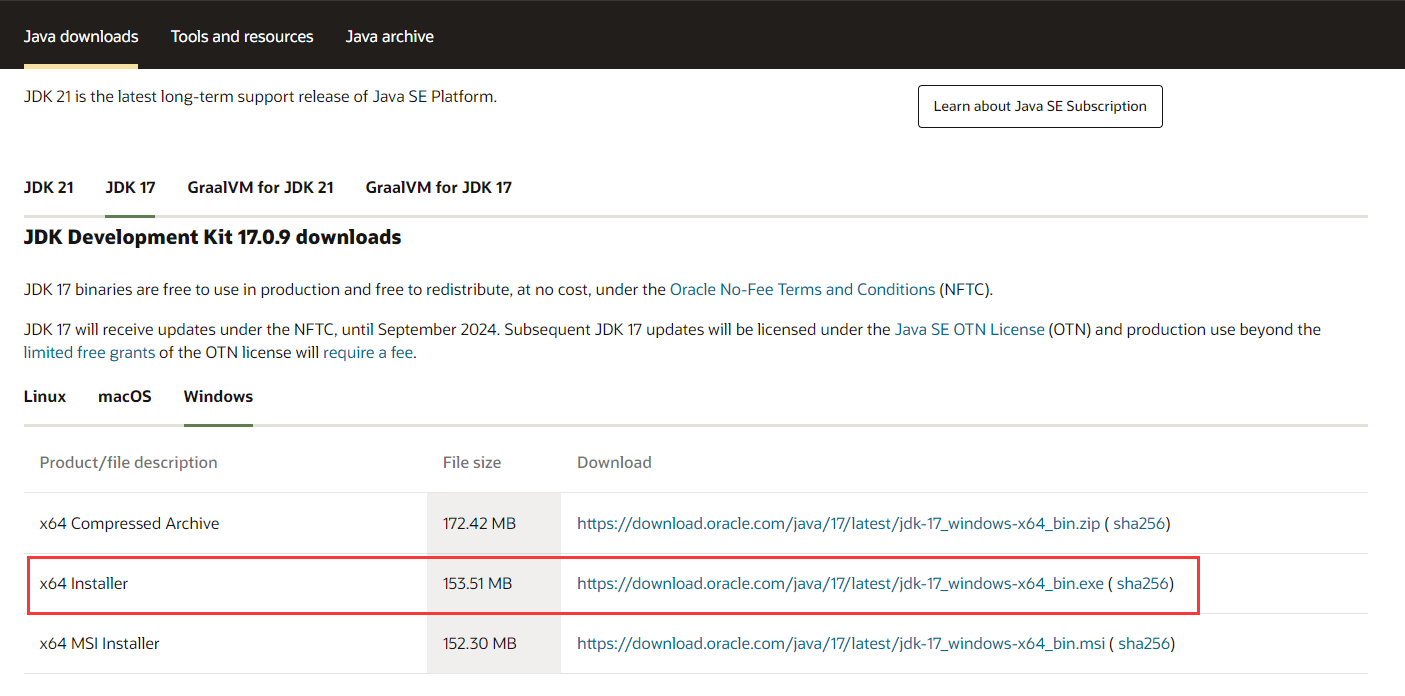 Java downloads Tools and resources Java archive
JDK 21 is the latest long-term support release of Java SE Platform.
Learn about Java SE Subscription
JDK 21 JDK 17 GraalVM for JDK 21 GraalVM for JDK 17
JDK Development Kit 17.0.9 downloads
JDK 17 binaries are free to use in production and free to redistribute, at no cost, under the Oracle No-Fee Terms and Conditions (NFTC).
JDK 17 will receive updates under the NFTC, until September 2024. Subsequent JDK 17 updates will be licensed under the Java SE OTN License (OTN) and production use beyond the
limited free grants of the OTN license will require a fee.
Linux macOS Windows
Product/file description File size Download
x64 Compressed Archive 172.42 MB https://download.oracle.com/java/17/latest/jdk-17_windows-x64_bin.zip ( sha256)
x64 Installer 153.51 MB https://download.oracle.com/java/17/latest/jdk-17_windows-x64_bin.exe ( sha256)
x64 MSI Installer 152.30 MB https://download.oracle.com/java/17/latest/jdk-17_windows-x64_bin.msi ( sha256)